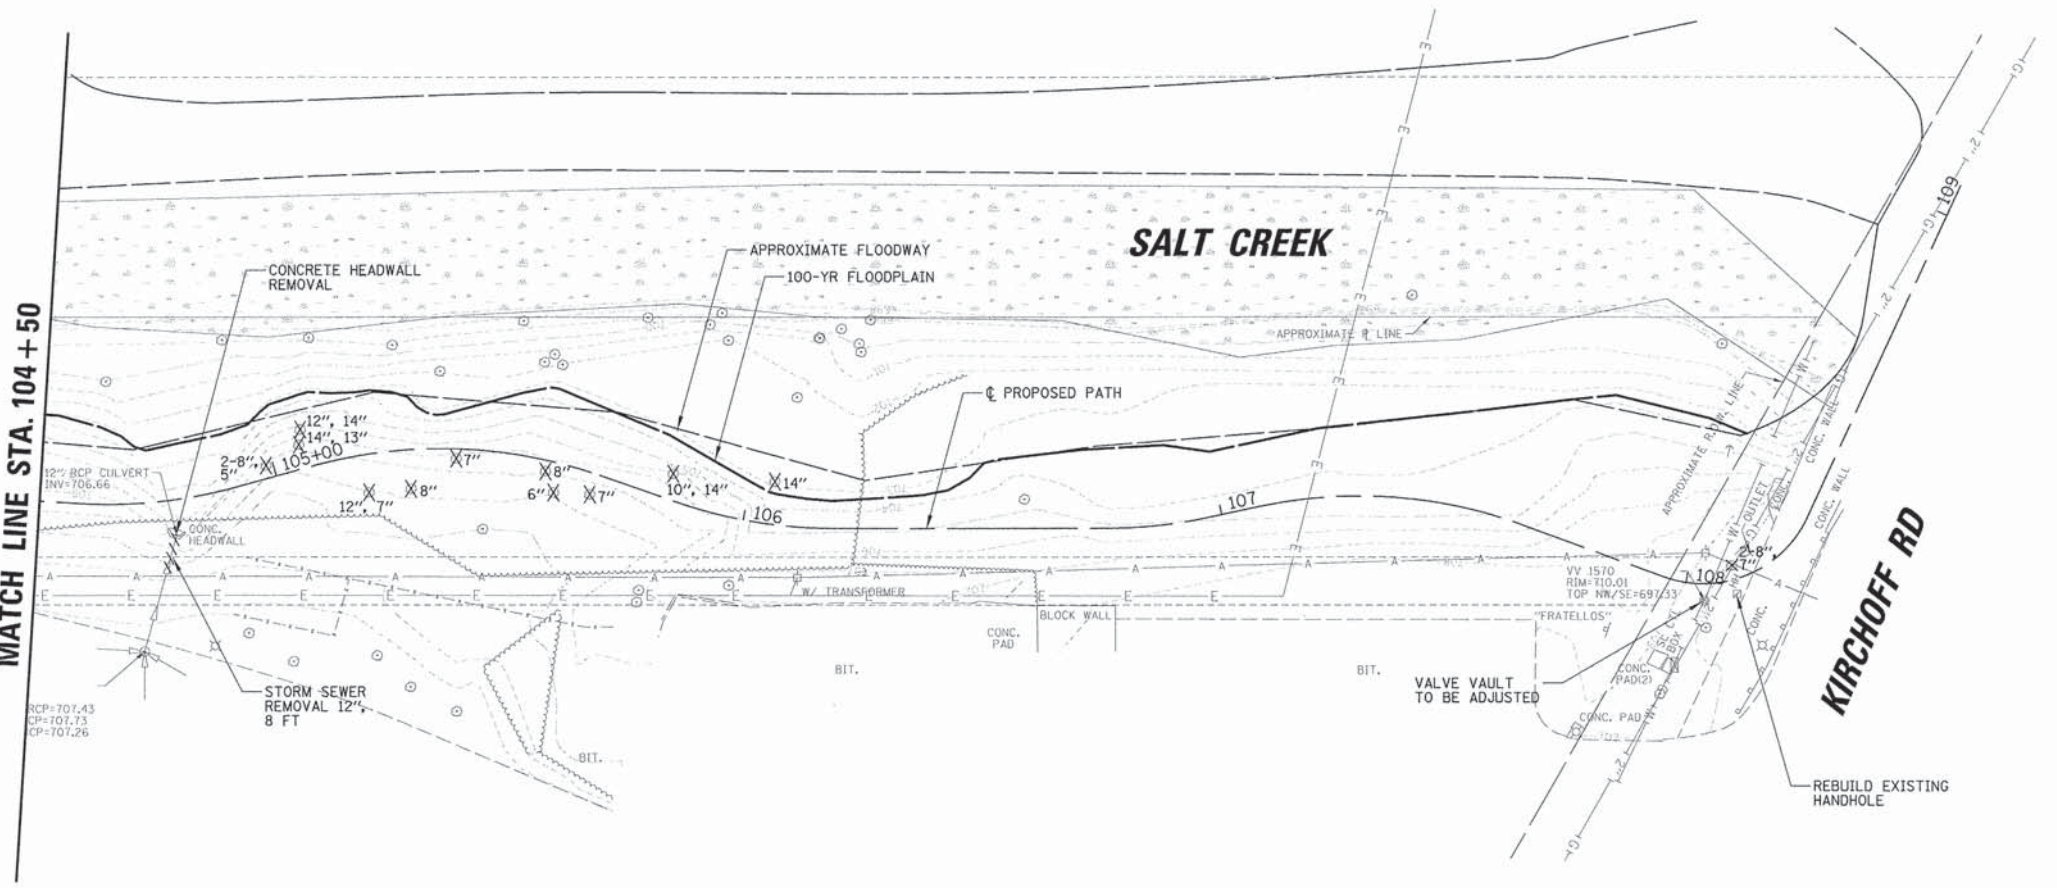 MATCH LINE STA. 104+50
SALT CREEK
APPROXIMATE FLOODWAY
100-YR FLOODPLAIN
CONCRETE HEADWALL
REMOVAL
APPROXIMATE ℄ LINE
℄ PROPOSED PATH
12", 14"
14", 13"
2-8",
5"
105+00
12" RCP CULVERT
INV=706.66
7"
8"
12", 7"
8"
6"
7"
10", 14"
14"
106
107
108
109
CONC.
HEADWALL
W/ TRANSFORMER
BLOCK WALL
CONC.
PAD
BIT.
BIT.
BIT.
STORM SEWER
REMOVAL 12",
8 FT
RCP=707.43
CP=707.73
CP=707.26
VV 1570
RIM=710.01
TOP NW/SE=697.33
"FRATELLOS"
2-8"
7"
VALVE VAULT
TO BE ADJUSTED
CONC.
PAD(2)
CONC. PAD
BOX
CONC.
OUTLET
CONC.
CONC. WALL
CONC. WALL
APPROXIMATE R.O.W. LINE
KIRCHOFF RD
REBUILD EXISTING
HANDHOLE